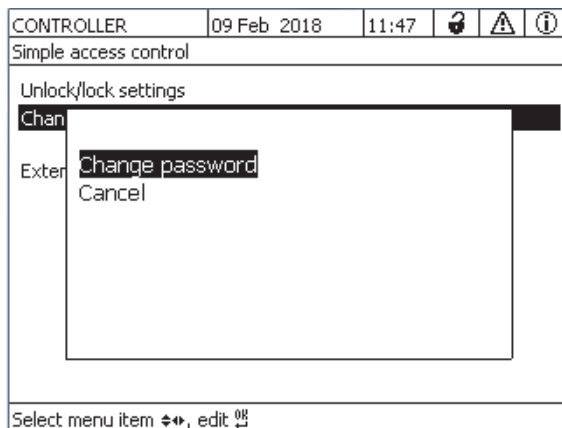 CONTROLLER 09 Feb 2018 11:47
Simple access control
Unlock/lock settings
Chan
Change password
Exter
Cancel
Select menu item , edit OK